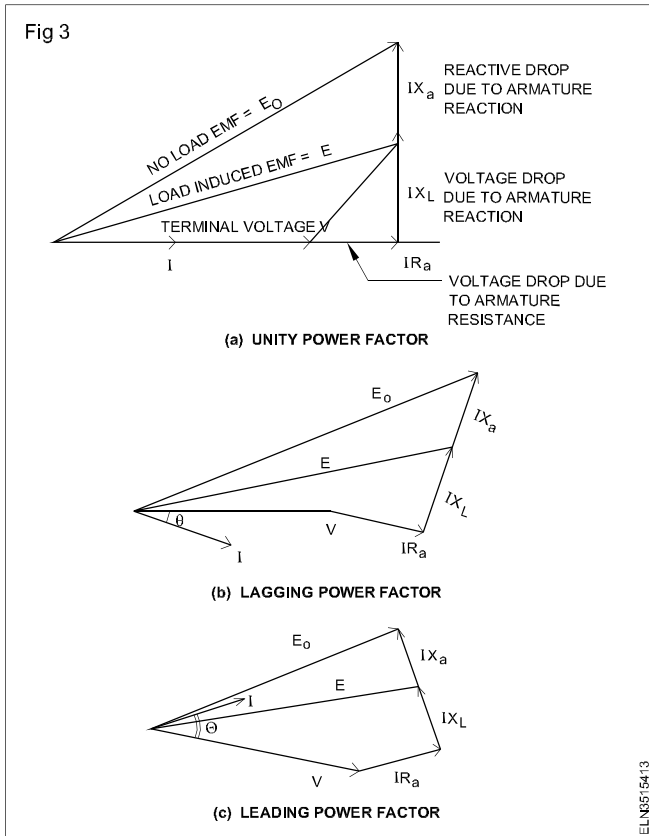 Fig 3
IXa
REACTIVE DROP
DUE TO ARMATURE
REACTION
NO LOAD EMF = EO
LOAD INDUCED EMF = E
IXL
VOLTAGE DROP
DUE TO ARMATURE
REACTION
TERMINAL VOLTAGE V
I
IRa
VOLTAGE DROP DUE
TO ARMATURE
RESISTANCE
(a) UNITY POWER FACTOR
Eo
IXa
E
IXL
θ
V
I
IRa
(b) LAGGING POWER FACTOR
Eo
IXa
E
I
Θ
IXL
V
IRa
(c) LEADING POWER FACTOR
ELN3515413